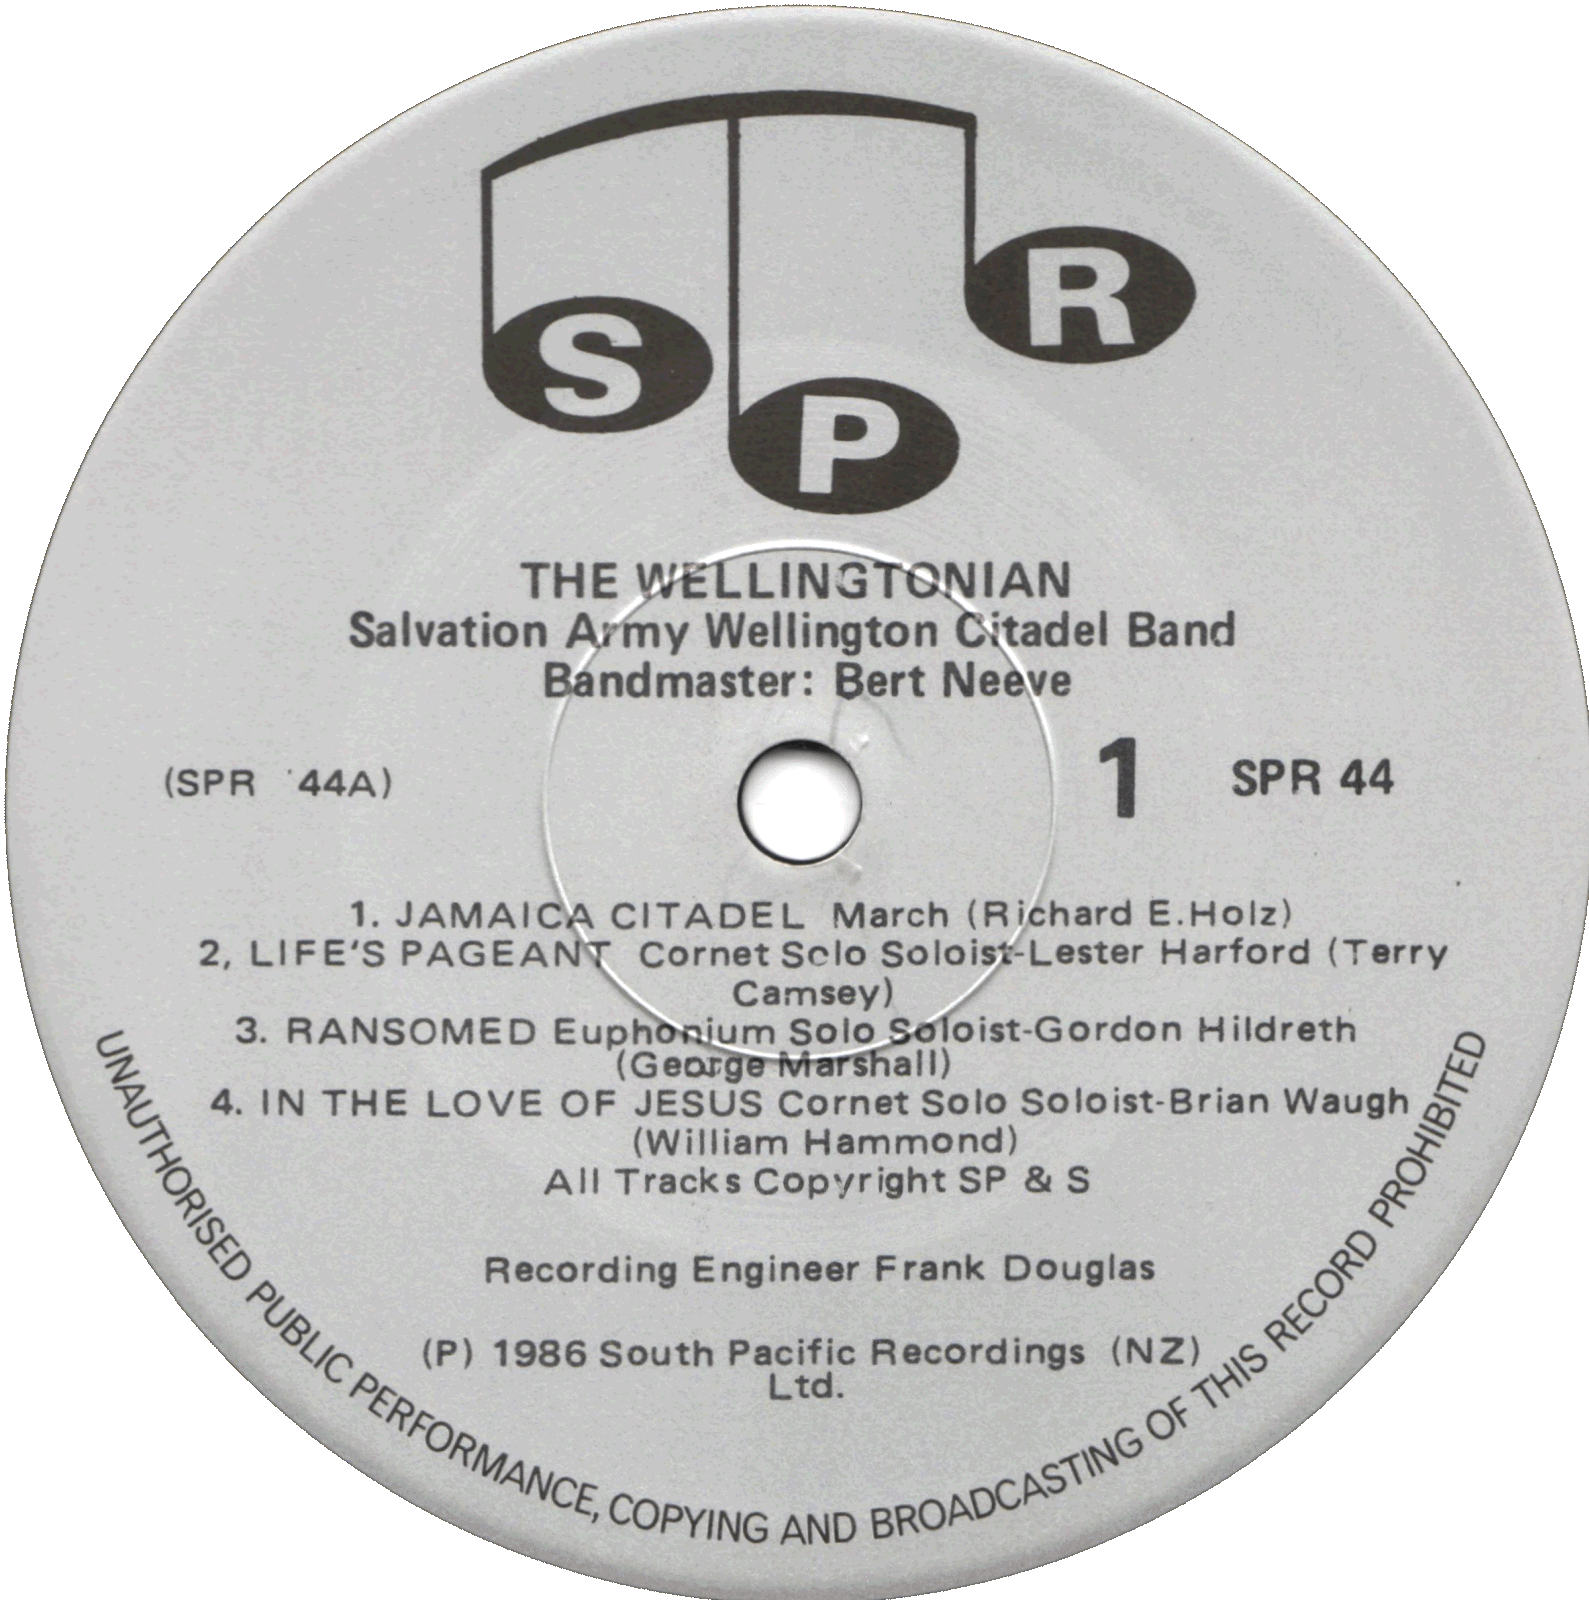 S P R
THE WELLINGTONIAN
Salvation Army Wellington Citadel Band
Bandmaster: Bert Neeve
(SPR 44A) 1 SPR 44
1. JAMAICA CITADEL March (Richard E.Holz)
2, LIFE'S PAGEANT Cornet Solo Soloist-Lester Harford (Terry
Camsey)
3. RANSOMED Euphonium Solo Soloist-Gordon Hildreth
(George Marshall)
4. IN THE LOVE OF JESUS Cornet Solo Soloist-Brian Waugh
(William Hammond)
All Tracks Copyright SP & S
Recording Engineer Frank Douglas
(P) 1986 South Pacific Recordings (NZ)
Ltd.
UNAUTHORISED PUBLIC PERFORMANCE, COPYING AND BROADCASTING OF THIS RECORD PROHIBITED